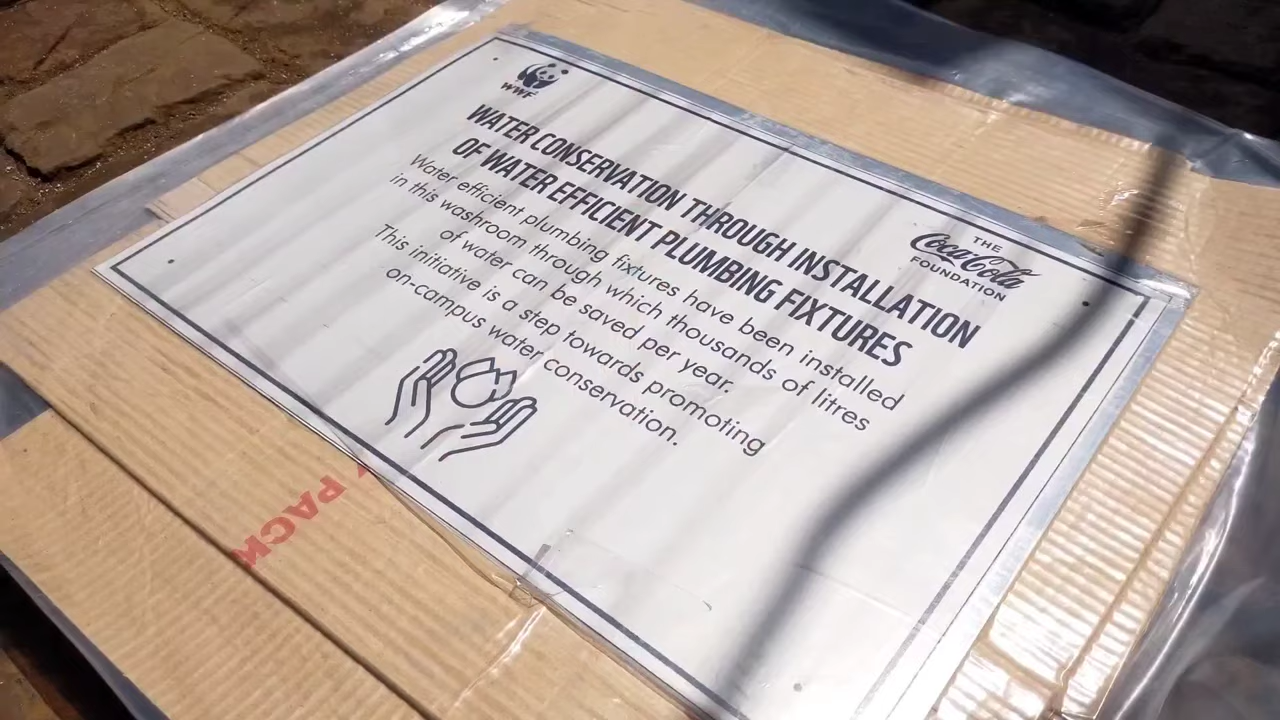 WWF
THE
Coca-Cola
FOUNDATION
WATER CONSERVATION THROUGH INSTALLATION
OF WATER EFFICIENT PLUMBING FIXTURES
Water efficient plumbing fixtures have been installed
in this washroom through which thousands of litres
of water can be saved per year.
This initiative is a step towards promoting
on-campus water conservation.
PACK